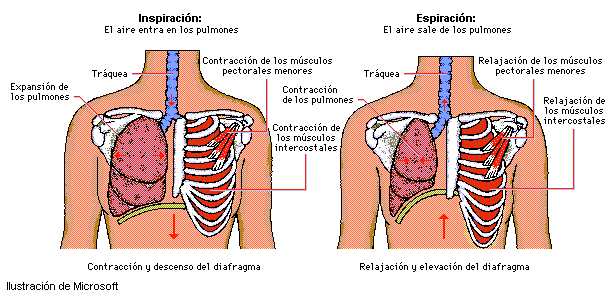 Inspiración:
El aire entra en los pulmones
Tráquea
Contracción de los músculos
pectorales menores
Expansión de
los pulmones
Contracción
de los músculos
intercostales
Contracción y descenso del diafragma
Espiración:
El aire sale de los pulmones
Tráquea
Relajación de los músculos
pectorales menores
Contracción
de los pulmones
Relajación de
los músculos
intercostales
Relajación y elevación del diafragma
Ilustración de Microsoft